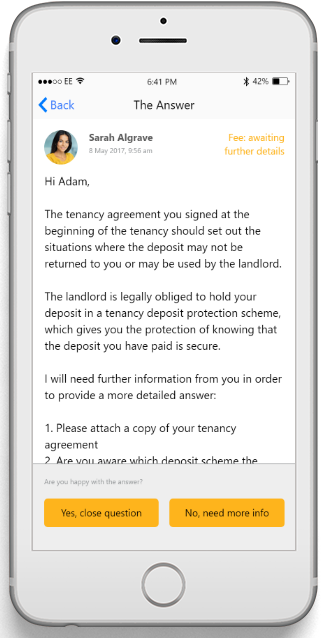 ●●●○○ EE 6:41 PM 42%
Back The Answer
Sarah Algrave Fee: awaiting
8 May 2017, 9:56 am further details
Hi Adam,
The tenancy agreement you signed at the
beginning of the tenancy should set out the
situations where the deposit may not be
returned to you or may be used by the landlord.
The landlord is legally obliged to hold your
deposit in a tenancy deposit protection scheme,
which gives you the protection of knowing that
the deposit you have paid is secure.
I will need further information from you in order
to provide a more detailed answer:
1. Please attach a copy of your tenancy
agreement
2. Are you aware which deposit scheme the
Are you happy with the answer?
Yes, close question No, need more info